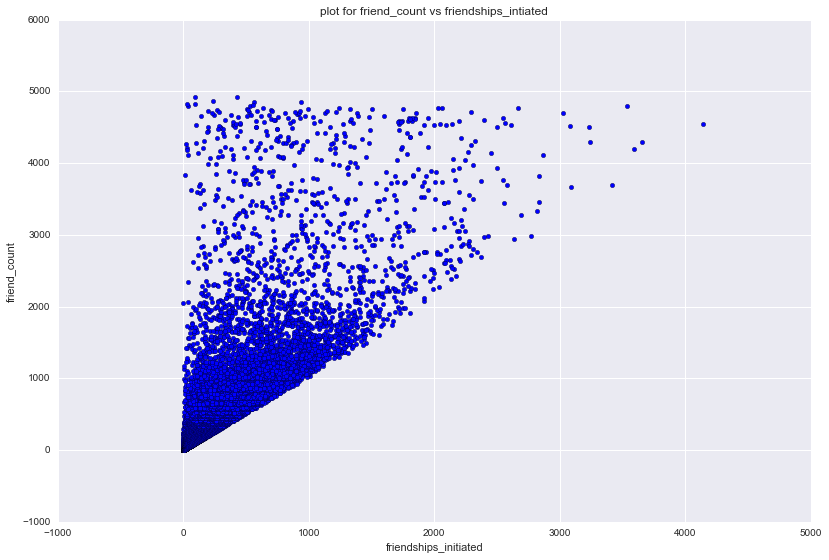 plot for friend_count vs friendships_intiated
6000
5000
4000
3000
2000
1000
0
−1000
friend_count
−1000 0 1000 2000 3000 4000 5000
friendships_initiated